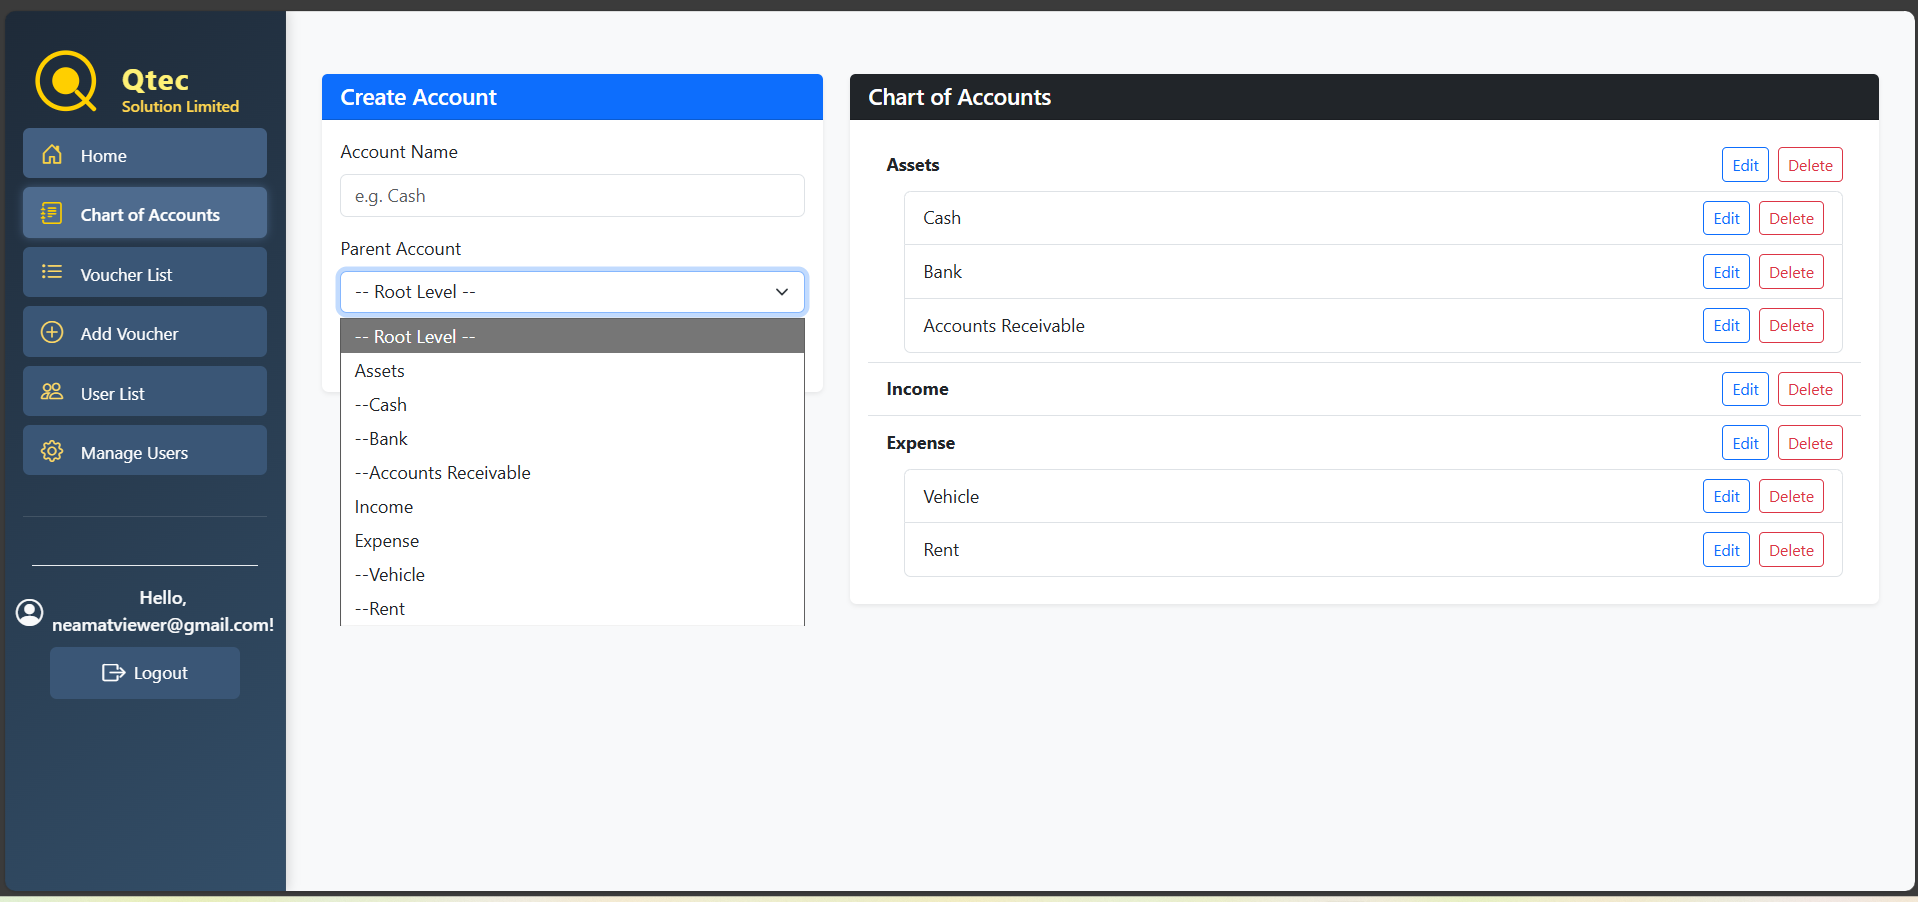 Qtec
Solution Limited
Home
Chart of Accounts
Voucher List
Add Voucher
User List
Manage Users
Hello,
neamatviewer@gmail.com!
Logout
Create Account
Account Name
e.g. Cash
Parent Account
-- Root Level --
-- Root Level --
Assets
--Cash
--Bank
--Accounts Receivable
Income
Expense
--Vehicle
--Rent
Chart of Accounts
Assets Edit Delete
Cash Edit Delete
Bank Edit Delete
Accounts Receivable Edit Delete
Income Edit Delete
Expense Edit Delete
Vehicle Edit Delete
Rent Edit Delete